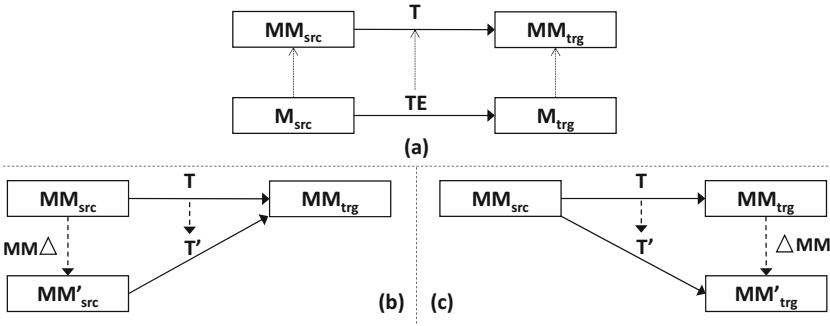 T
MMsrc
MMtrg
TE
Msrc
Mtrg
(a)
T
MMsrc
MMtrg
MM△
T'
MM'src
(b)
T
MMsrc
MMtrg
T'
△MM
(c)
MM'trg